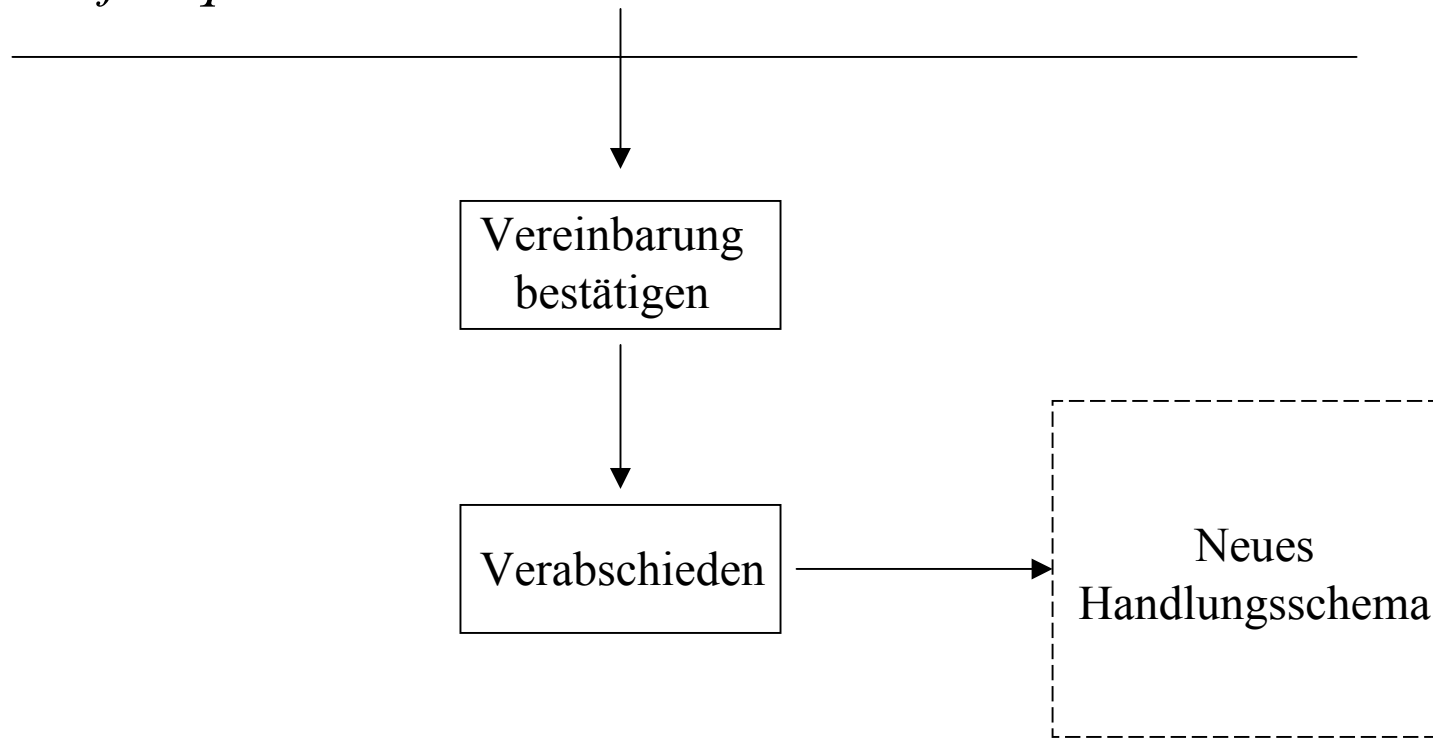 Vereinbarung
bestätigen
Verabschieden
Neues
Handlungsschema